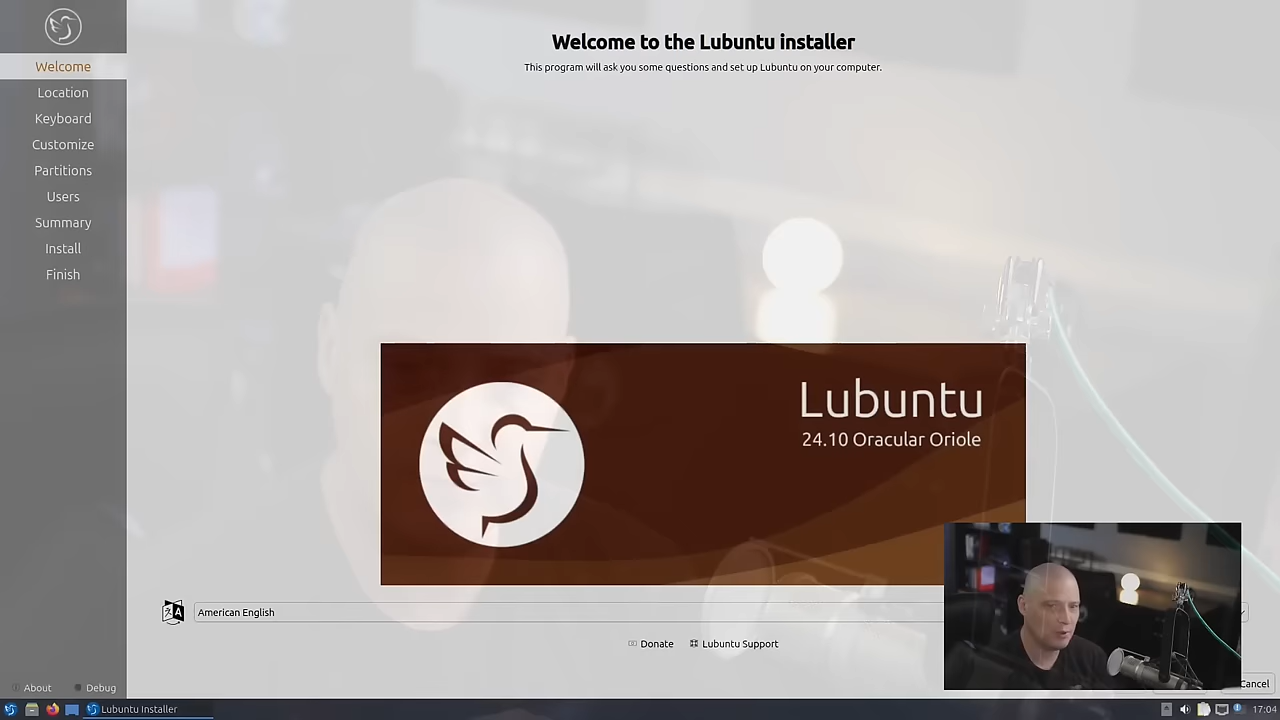 Welcome
Location
Keyboard
Customize
Partitions
Users
Summary
Install
Finish
Welcome to the Lubuntu installer
This program will ask you some questions and set up Lubuntu on your computer.
Lubuntu
24.10 Oracular Oriole
American English
Donate
Lubuntu Support
About
Debug
Cancel
Lubuntu Installer
17:04